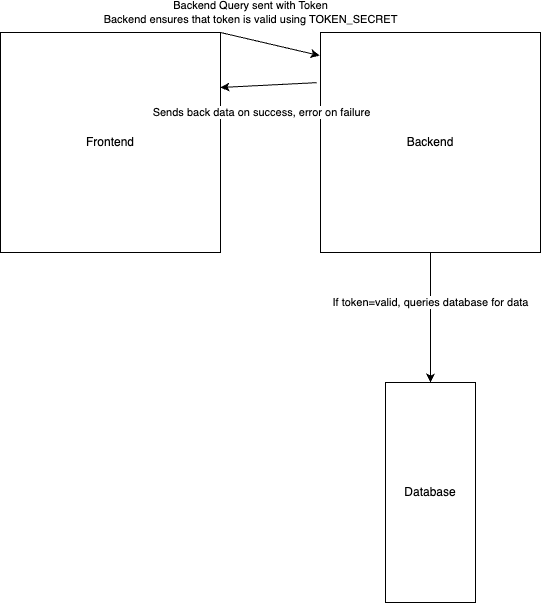 Backend Query sent with Token
Backend ensures that token is valid using TOKEN_SECRET
Sends back data on success, error on failure
Frontend
Backend
If token=valid, queries database for data
Database